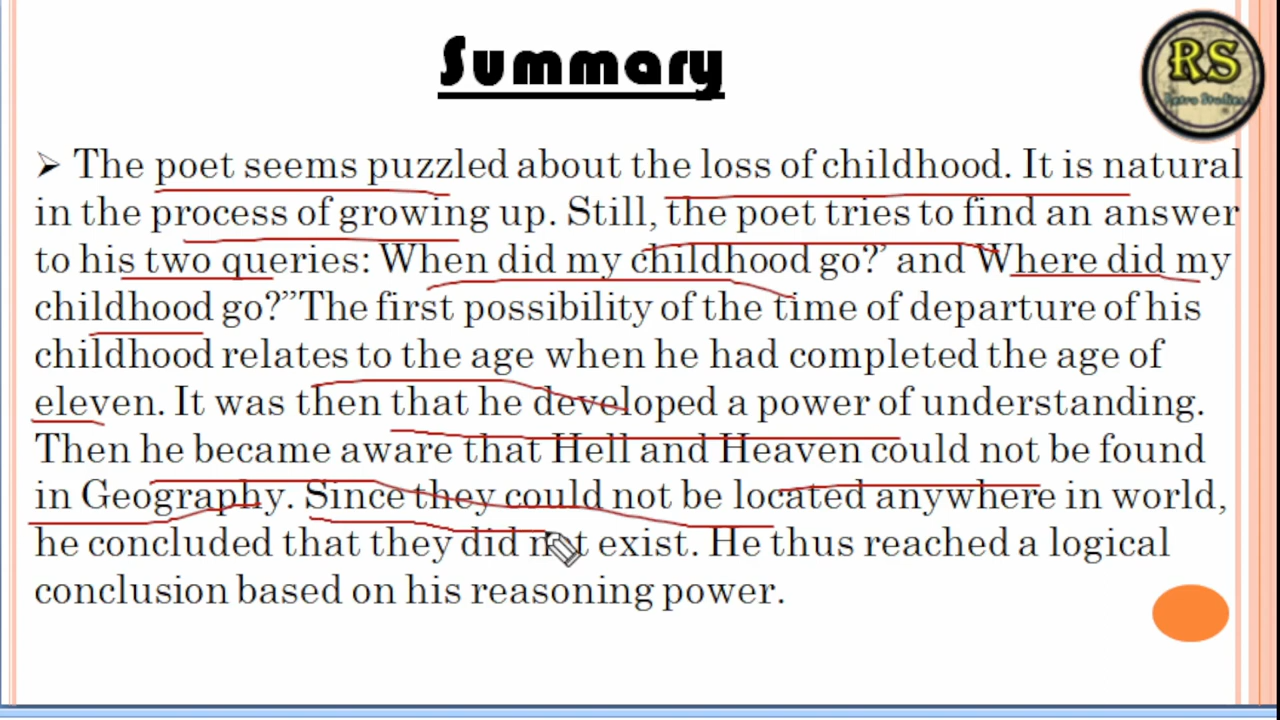 Summary
RS
Retro Studies
➢ The poet seems puzzled about the loss of childhood. It is natural
in the process of growing up. Still, the poet tries to find an answer
to his two queries: When did my childhood go?’ and Where did my
childhood go?”The first possibility of the time of departure of his
childhood relates to the age when he had completed the age of
eleven. It was then that he developed a power of understanding.
Then he became aware that Hell and Heaven could not be found
in Geography. Since they could not be located anywhere in world,
he concluded that they did not exist. He thus reached a logical
conclusion based on his reasoning power.